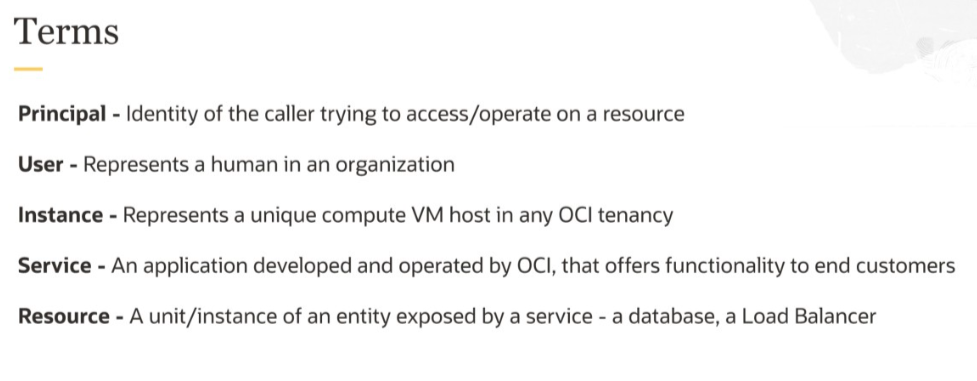 Terms
Principal - Identity of the caller trying to access/operate on a resource
User - Represents a human in an organization
Instance - Represents a unique compute VM host in any OCI tenancy
Service - An application developed and operated by OCI, that offers functionality to end customers
Resource - A unit/instance of an entity exposed by a service - a database, a Load Balancer